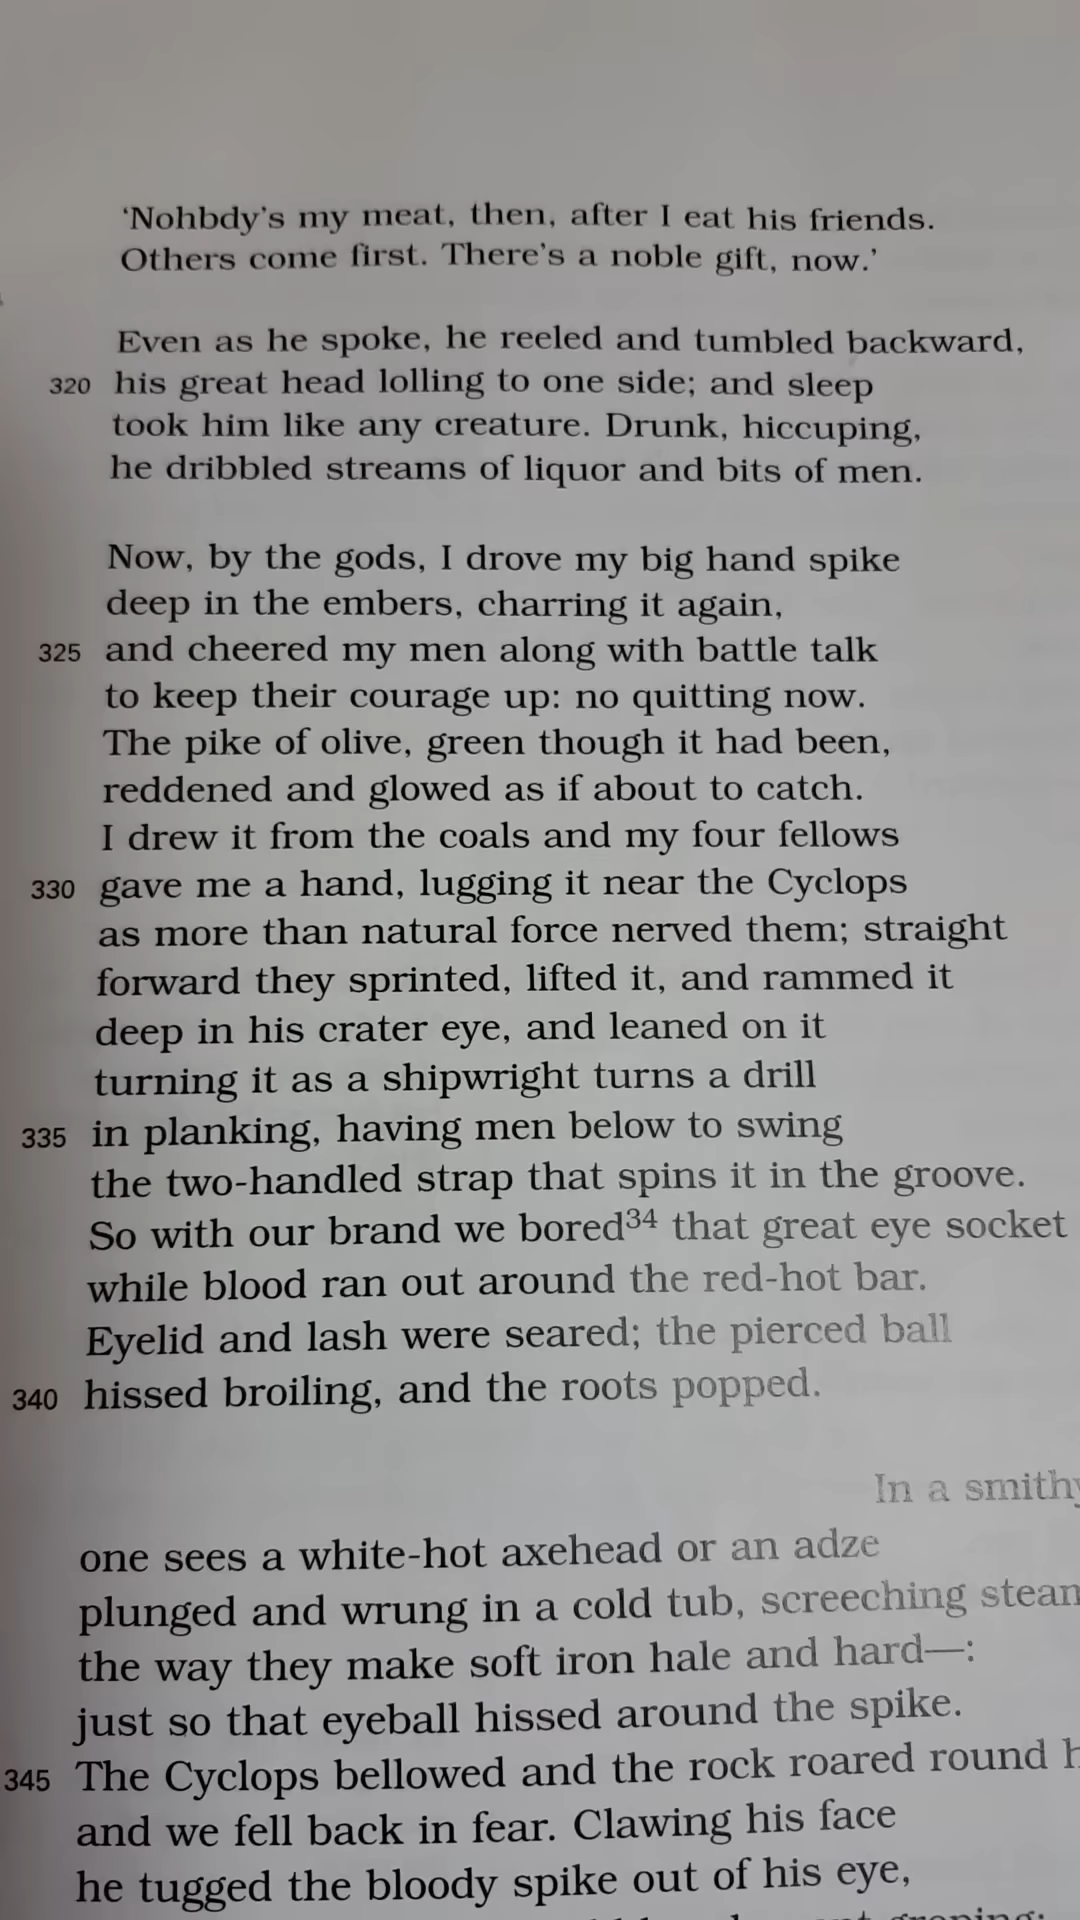 ‘Nohbdy’s my meat, then, after I eat his friends.
Others come first. There’s a noble gift, now.’
Even as he spoke, he reeled and tumbled backward,
320 his great head lolling to one side; and sleep
took him like any creature. Drunk, hiccuping,
he dribbled streams of liquor and bits of men.
Now, by the gods, I drove my big hand spike
deep in the embers, charring it again,
325 and cheered my men along with battle talk
to keep their courage up: no quitting now.
The pike of olive, green though it had been,
reddened and glowed as if about to catch.
I drew it from the coals and my four fellows
330 gave me a hand, lugging it near the Cyclops
as more than natural force nerved them; straight
forward they sprinted, lifted it, and rammed it
deep in his crater eye, and leaned on it
turning it as a shipwright turns a drill
335 in planking, having men below to swing
the two-handled strap that spins it in the groove.
So with our brand we bored34 that great eye socket
while blood ran out around the red-hot bar.
Eyelid and lash were seared; the pierced ball
340 hissed broiling, and the roots popped.
In a smithy
one sees a white-hot axehead or an adze
plunged and wrung in a cold tub, screeching
the way they make soft iron hale and hard—:
just so that eyeball hissed around the spike.
345 The Cyclops bellowed and the rock roared round
and we fell back in fear. Clawing his face
he tugged the bloody spike out of his eye,